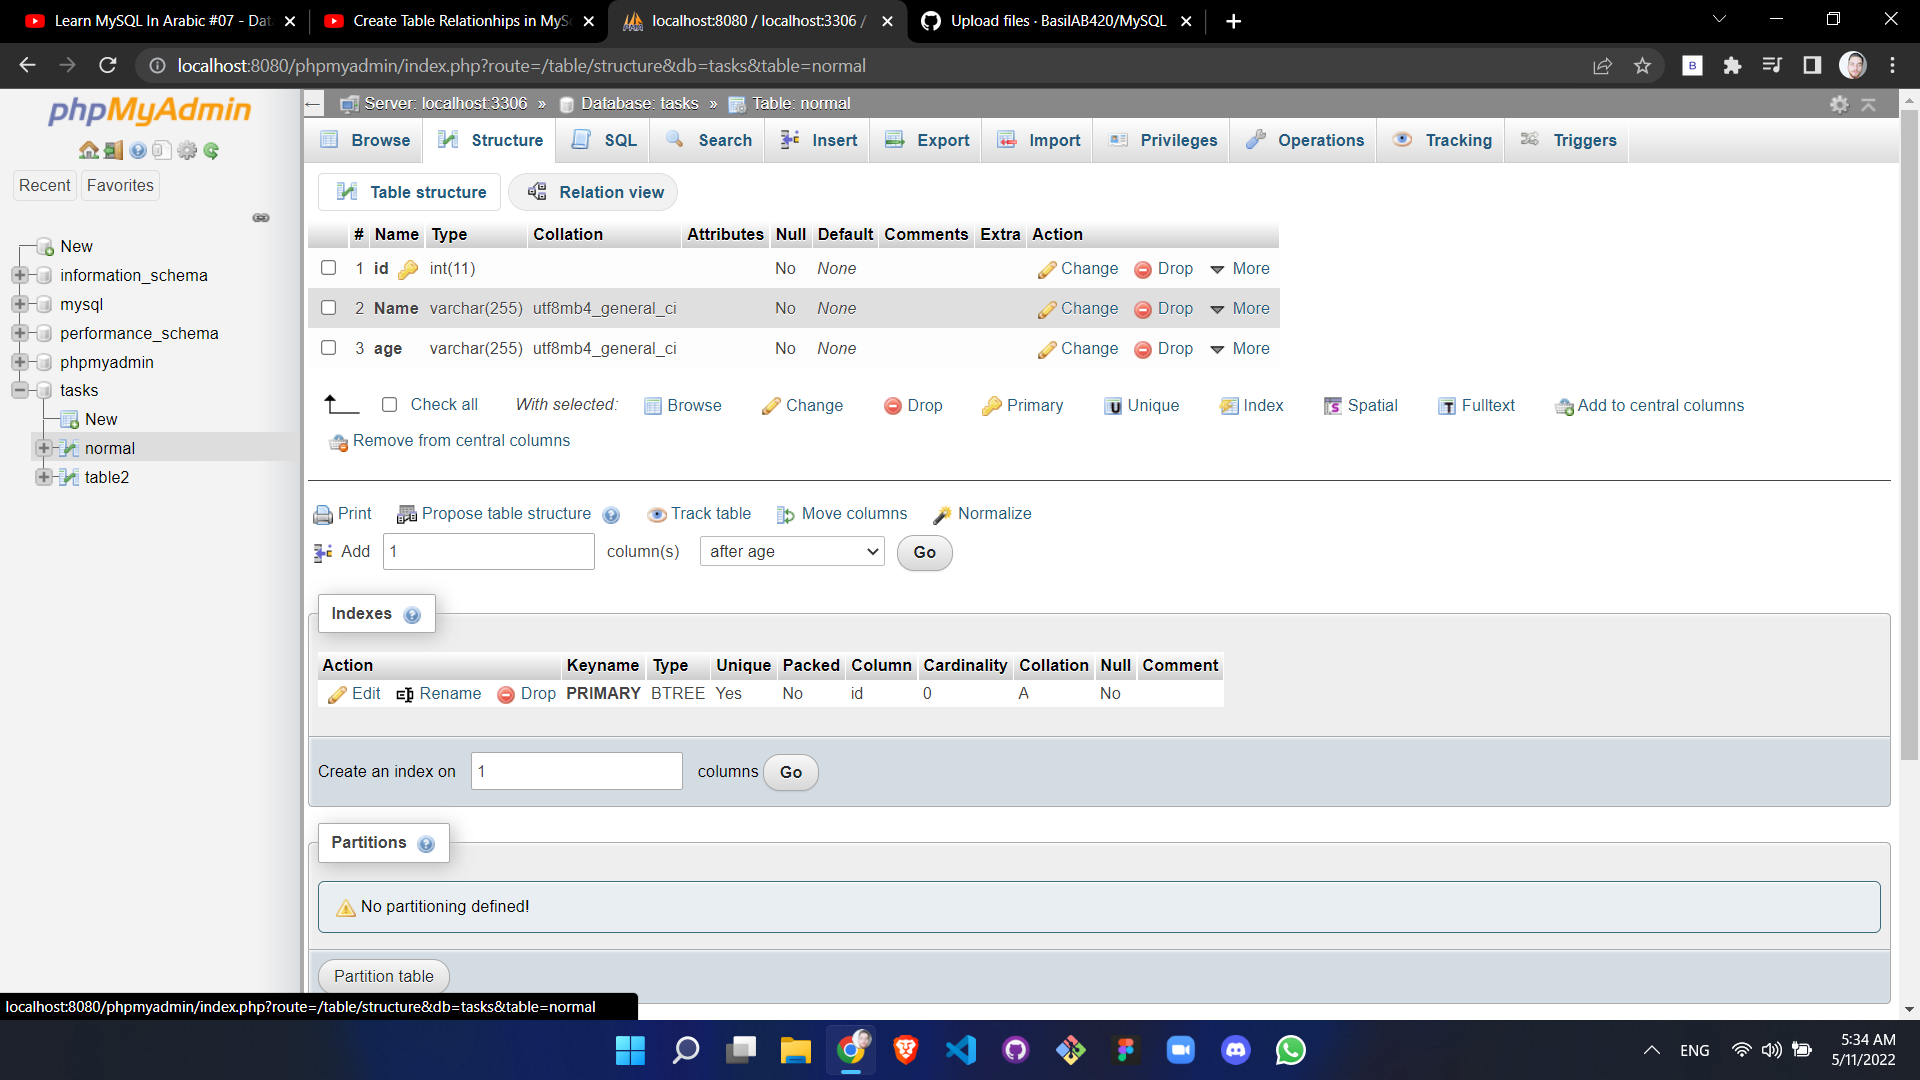 Learn MySQL In Arabic #07 - Dat
Create Table Relationhips in MyS
localhost:8080 / localhost:3306 /
Upload files · BasilAB420/MySQL
localhost:8080/phpmyadmin/index.php?route=/table/structure&db=tasks&table=normal
B
phpMyAdmin
Recent Favorites
New
information_schema
mysql
performance_schema
phpmyadmin
tasks
New
normal
table2
Server: localhost:3306 » Database: tasks » Table: normal
Browse Structure SQL Search Insert Export Import Privileges Operations Tracking Triggers
Table structure Relation view
# Name Type Collation Attributes Null Default Comments Extra Action
1 id int(11) No None Change Drop More
2 Name varchar(255) utf8mb4_general_ci No None Change Drop More
3 age varchar(255) utf8mb4_general_ci No None Change Drop More
Check all With selected: Browse Change Drop Primary Unique Index Spatial Fulltext Add to central columns
Remove from central columns
Print Propose table structure Track table Move columns Normalize
Add 1 column(s) after age Go
Indexes
Action Keyname Type Unique Packed Column Cardinality Collation Null Comment
Edit Rename Drop PRIMARY BTREE Yes No id 0 A No
Create an index on 1 columns Go
Partitions
No partitioning defined!
Partition table
localhost:8080/phpmyadmin/index.php?route=/table/structure&db=tasks&table=normal
ENG
5:34 AM
5/11/2022